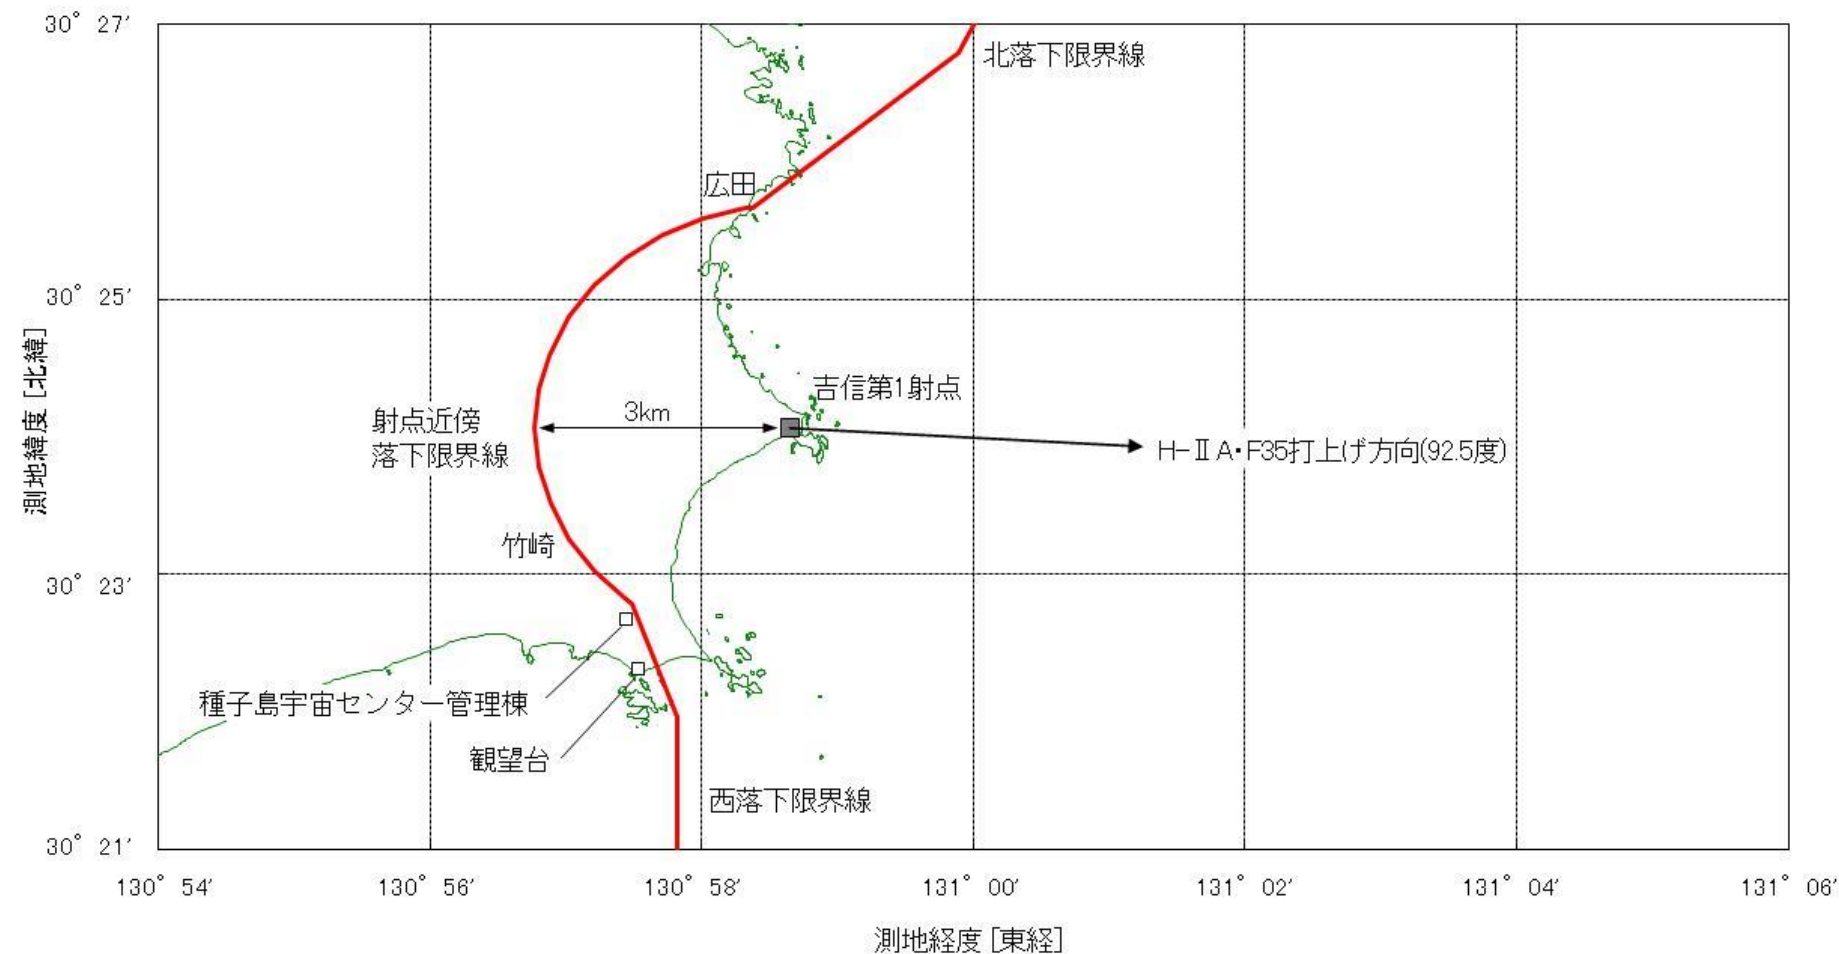 30° 27′
北落下限界線
広田
30° 25′
吉信第1射点
3km
射点近傍
落下限界線
H-ⅡA・F35打上げ方向(92.5度)
測地緯度 [北緯]
竹崎
30° 23′
種子島宇宙センター管理棟
観望台
西落下限界線
30° 21′
130° 54′
130° 56′
130° 58′
131° 00′
131° 02′
131° 04′
131° 06′
測地経度 [東経]